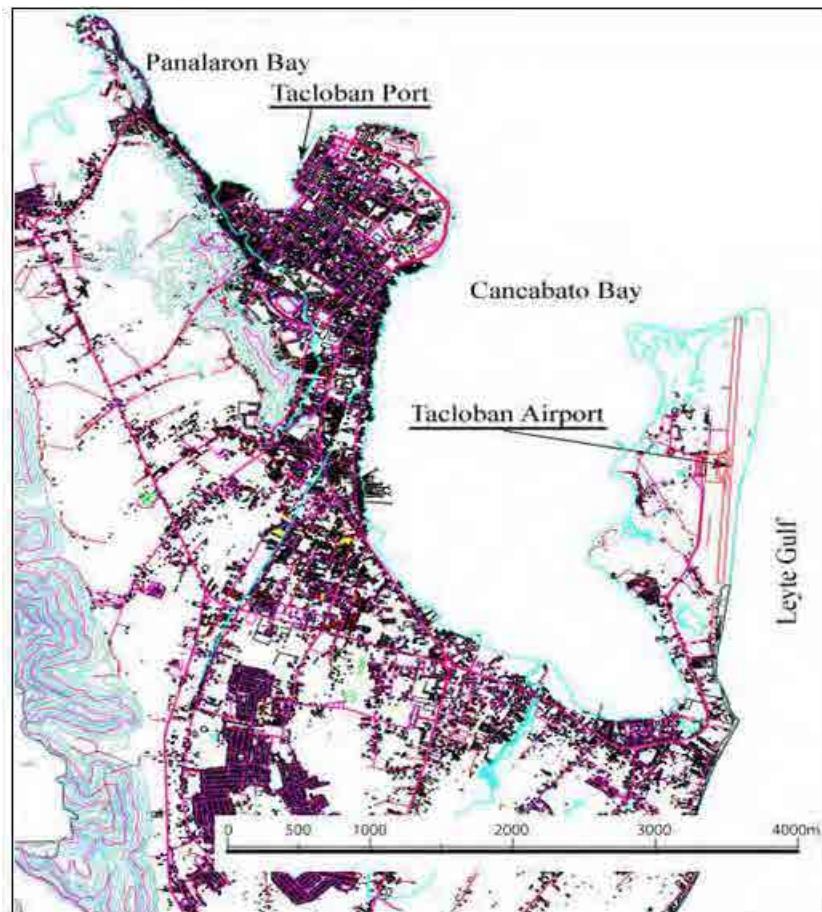 Panalaron Bay
Tacloban Port
Cancabato Bay
Tacloban Airport
Leyte Gulf
0 500 1000 2000 3000 4000m